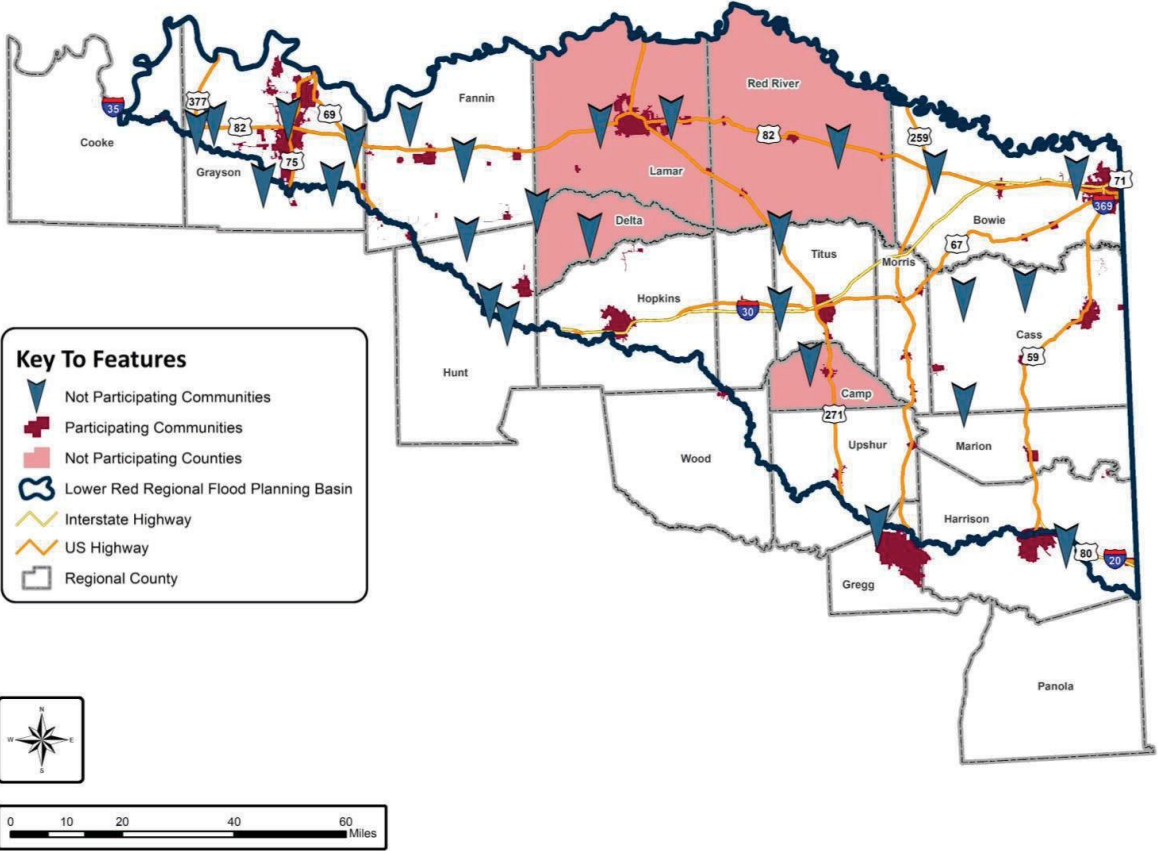 Red River
Fannin
377
35
69
82
259
82
Cooke
75
Grayson
Lamar
71
369
Delta
Bowie
67
Titus
Morris
Hopkins
30
Cass
59
Hunt
Camp
271
Wood
Upshur
Marion
Harrison
80
20
Gregg
Panola
Key To Features
Not Participating Communities
Participating Communities
Not Participating Counties
Lower Red Regional Flood Planning Basin
Interstate Highway
US Highway
Regional County
N
W E
S
0 10 20 40 60
Miles